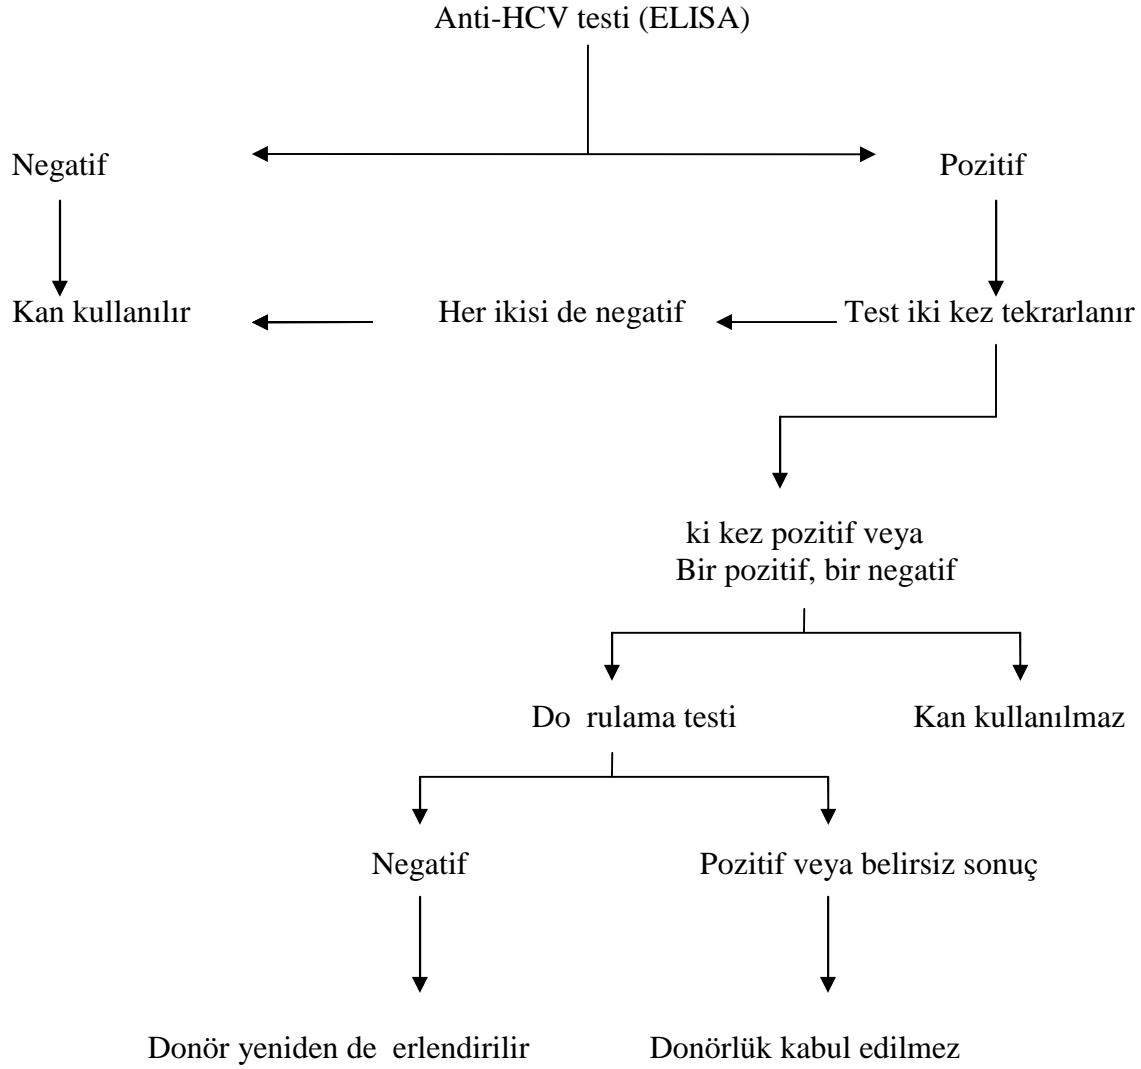 Anti-HCV testi (ELISA)
Negatif
Pozitif
Kan kullanılır
Her ikisi de negatif
Test iki kez tekrarlanır
ki kez pozitif veya
Bir pozitif, bir negatif
Do rulama testi
Kan kullanılmaz
Negatif
Pozitif veya belirsiz sonuç
Donör yeniden de erlendirilir
Donörlük kabul edilmez